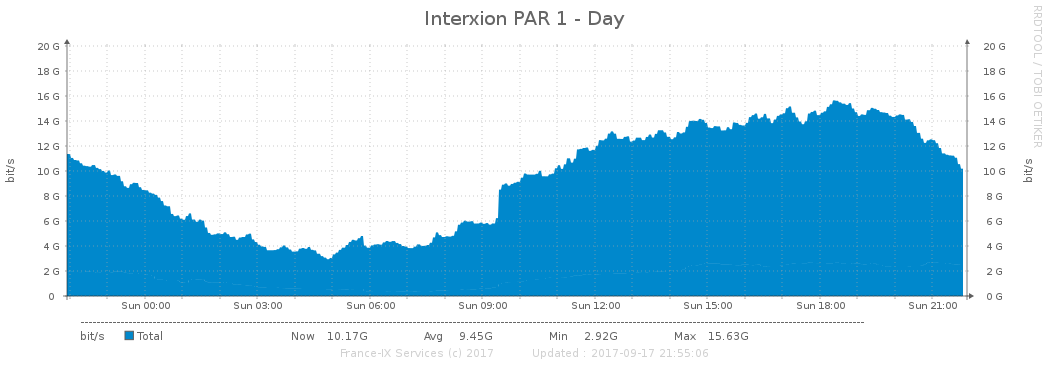 Interxion PAR 1 - Day
RRDTOOL / TOBI OETIKER
bit/s
20 G 20 G
18 G 18 G
16 G 16 G
14 G 14 G
12 G 12 G
10 G 10 G
8 G 8 G
6 G 6 G
4 G 4 G
2 G 2 G
0 0 G
bit/s
Sun 00:00 Sun 03:00 Sun 06:00 Sun 09:00 Sun 12:00 Sun 15:00 Sun 18:00 Sun 21:00
bit/s Total Now 10.17G Avg 9.45G Min 2.92G Max 15.63G
France-IX Services (c) 2017 Updated : 2017-09-17 21:55:06